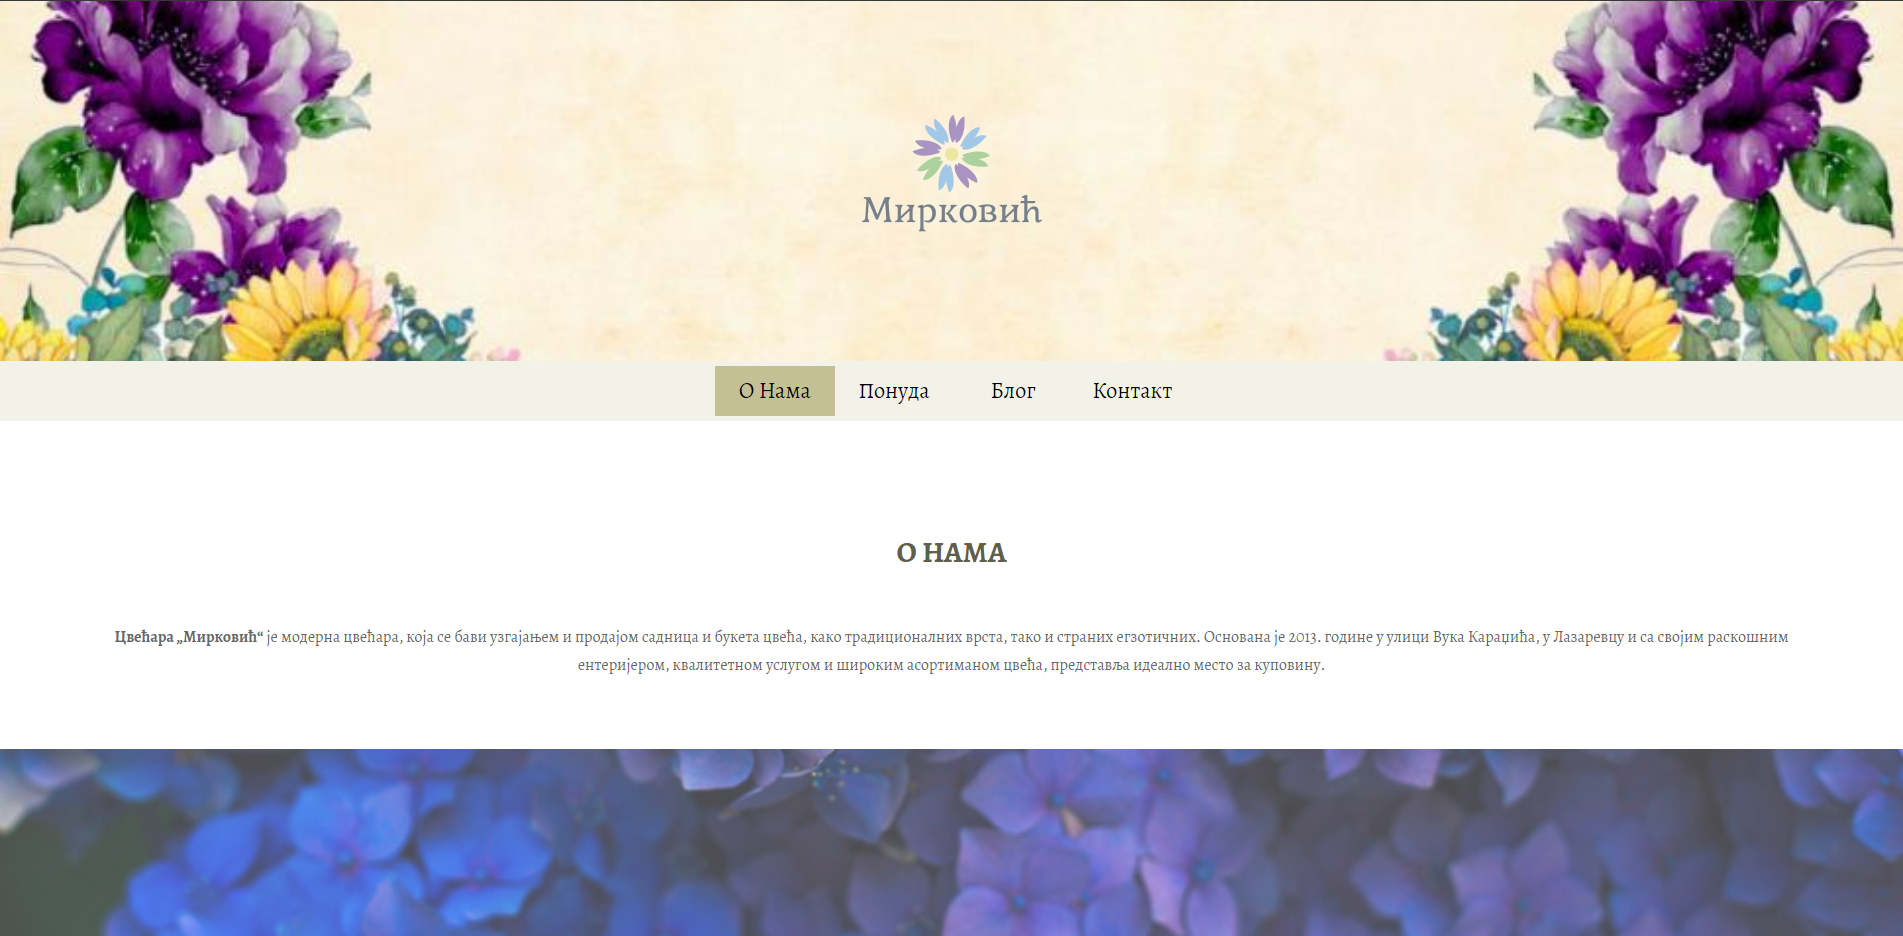 Мирковић
О Нама Понуда Блог Контакт
О НАМА
Цвећара „Мирковић“ је модерна цвећара, која се бави узгајањем и продајом садница и букета цвећа, како традиционалних врста, тако и страних егзотичних. Основана је 2013. године у улици Вука Караџића, у Лазаревцу и са својим раскошним
ентеријером, квалитетном услугом и широким асортиманом цвећа, представља идеално место за куповину.